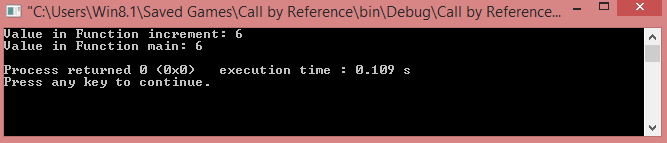 "C:\Users\Win8.1\Saved Games\Call by Reference\bin\Debug\Call by Reference...
Value in Function increment: 6
Value in Function main: 6
Process returned 0 (0x0)   execution time : 0.109 s
Press any key to continue.